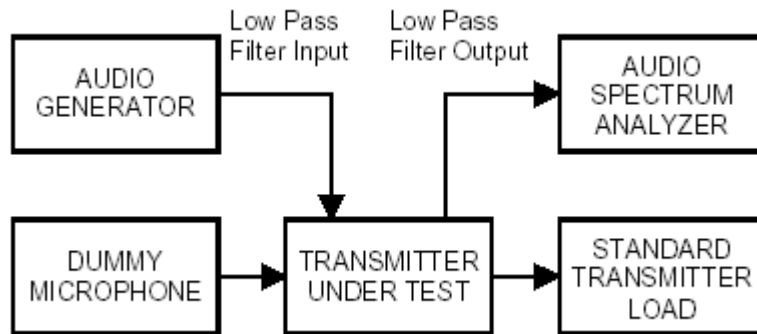 Low Pass
Filter Input
Low Pass
Filter Output
AUDIO
GENERATOR
AUDIO
SPECTRUM
ANALYZER
DUMMY
MICROPHONE
TRANSMITTER
UNDER TEST
STANDARD
TRANSMITTER
LOAD